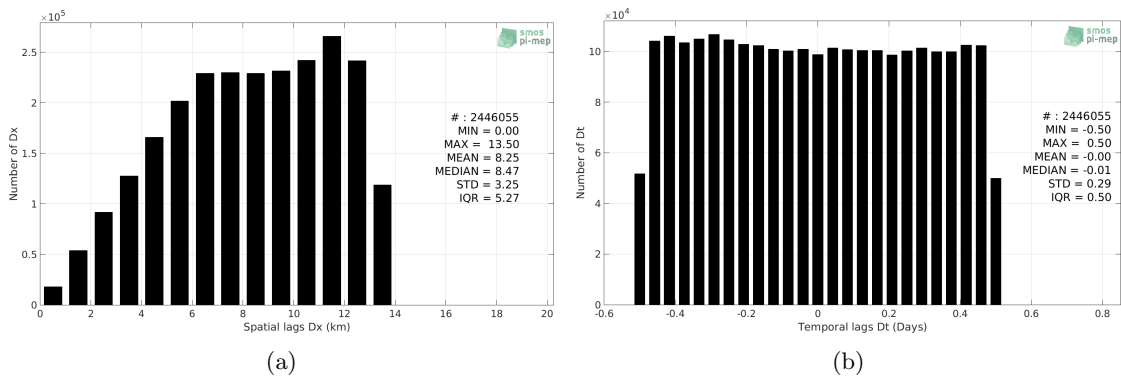 ×10⁵
2.5
2
1.5
1
0.5
0
Number of Dx
smos
pi-mep
# : 2446055
MIN = 0.00
MAX = 13.50
MEAN = 8.25
MEDIAN = 8.47
STD = 3.25
IQR = 5.27
0 2 4 6 8 10 12 14 16 18 20
Spatial lags Dx (km)
(a)
×10⁴
10
8
6
4
2
0
Number of Dt
smos
pi-mep
# : 2446055
MIN = -0.50
MAX = 0.50
MEAN = -0.00
MEDIAN = -0.01
STD = 0.29
IQR = 0.50
-0.6 -0.4 -0.2 0 0.2 0.4 0.6 0.8
Temporal lags Dt (Days)
(b)